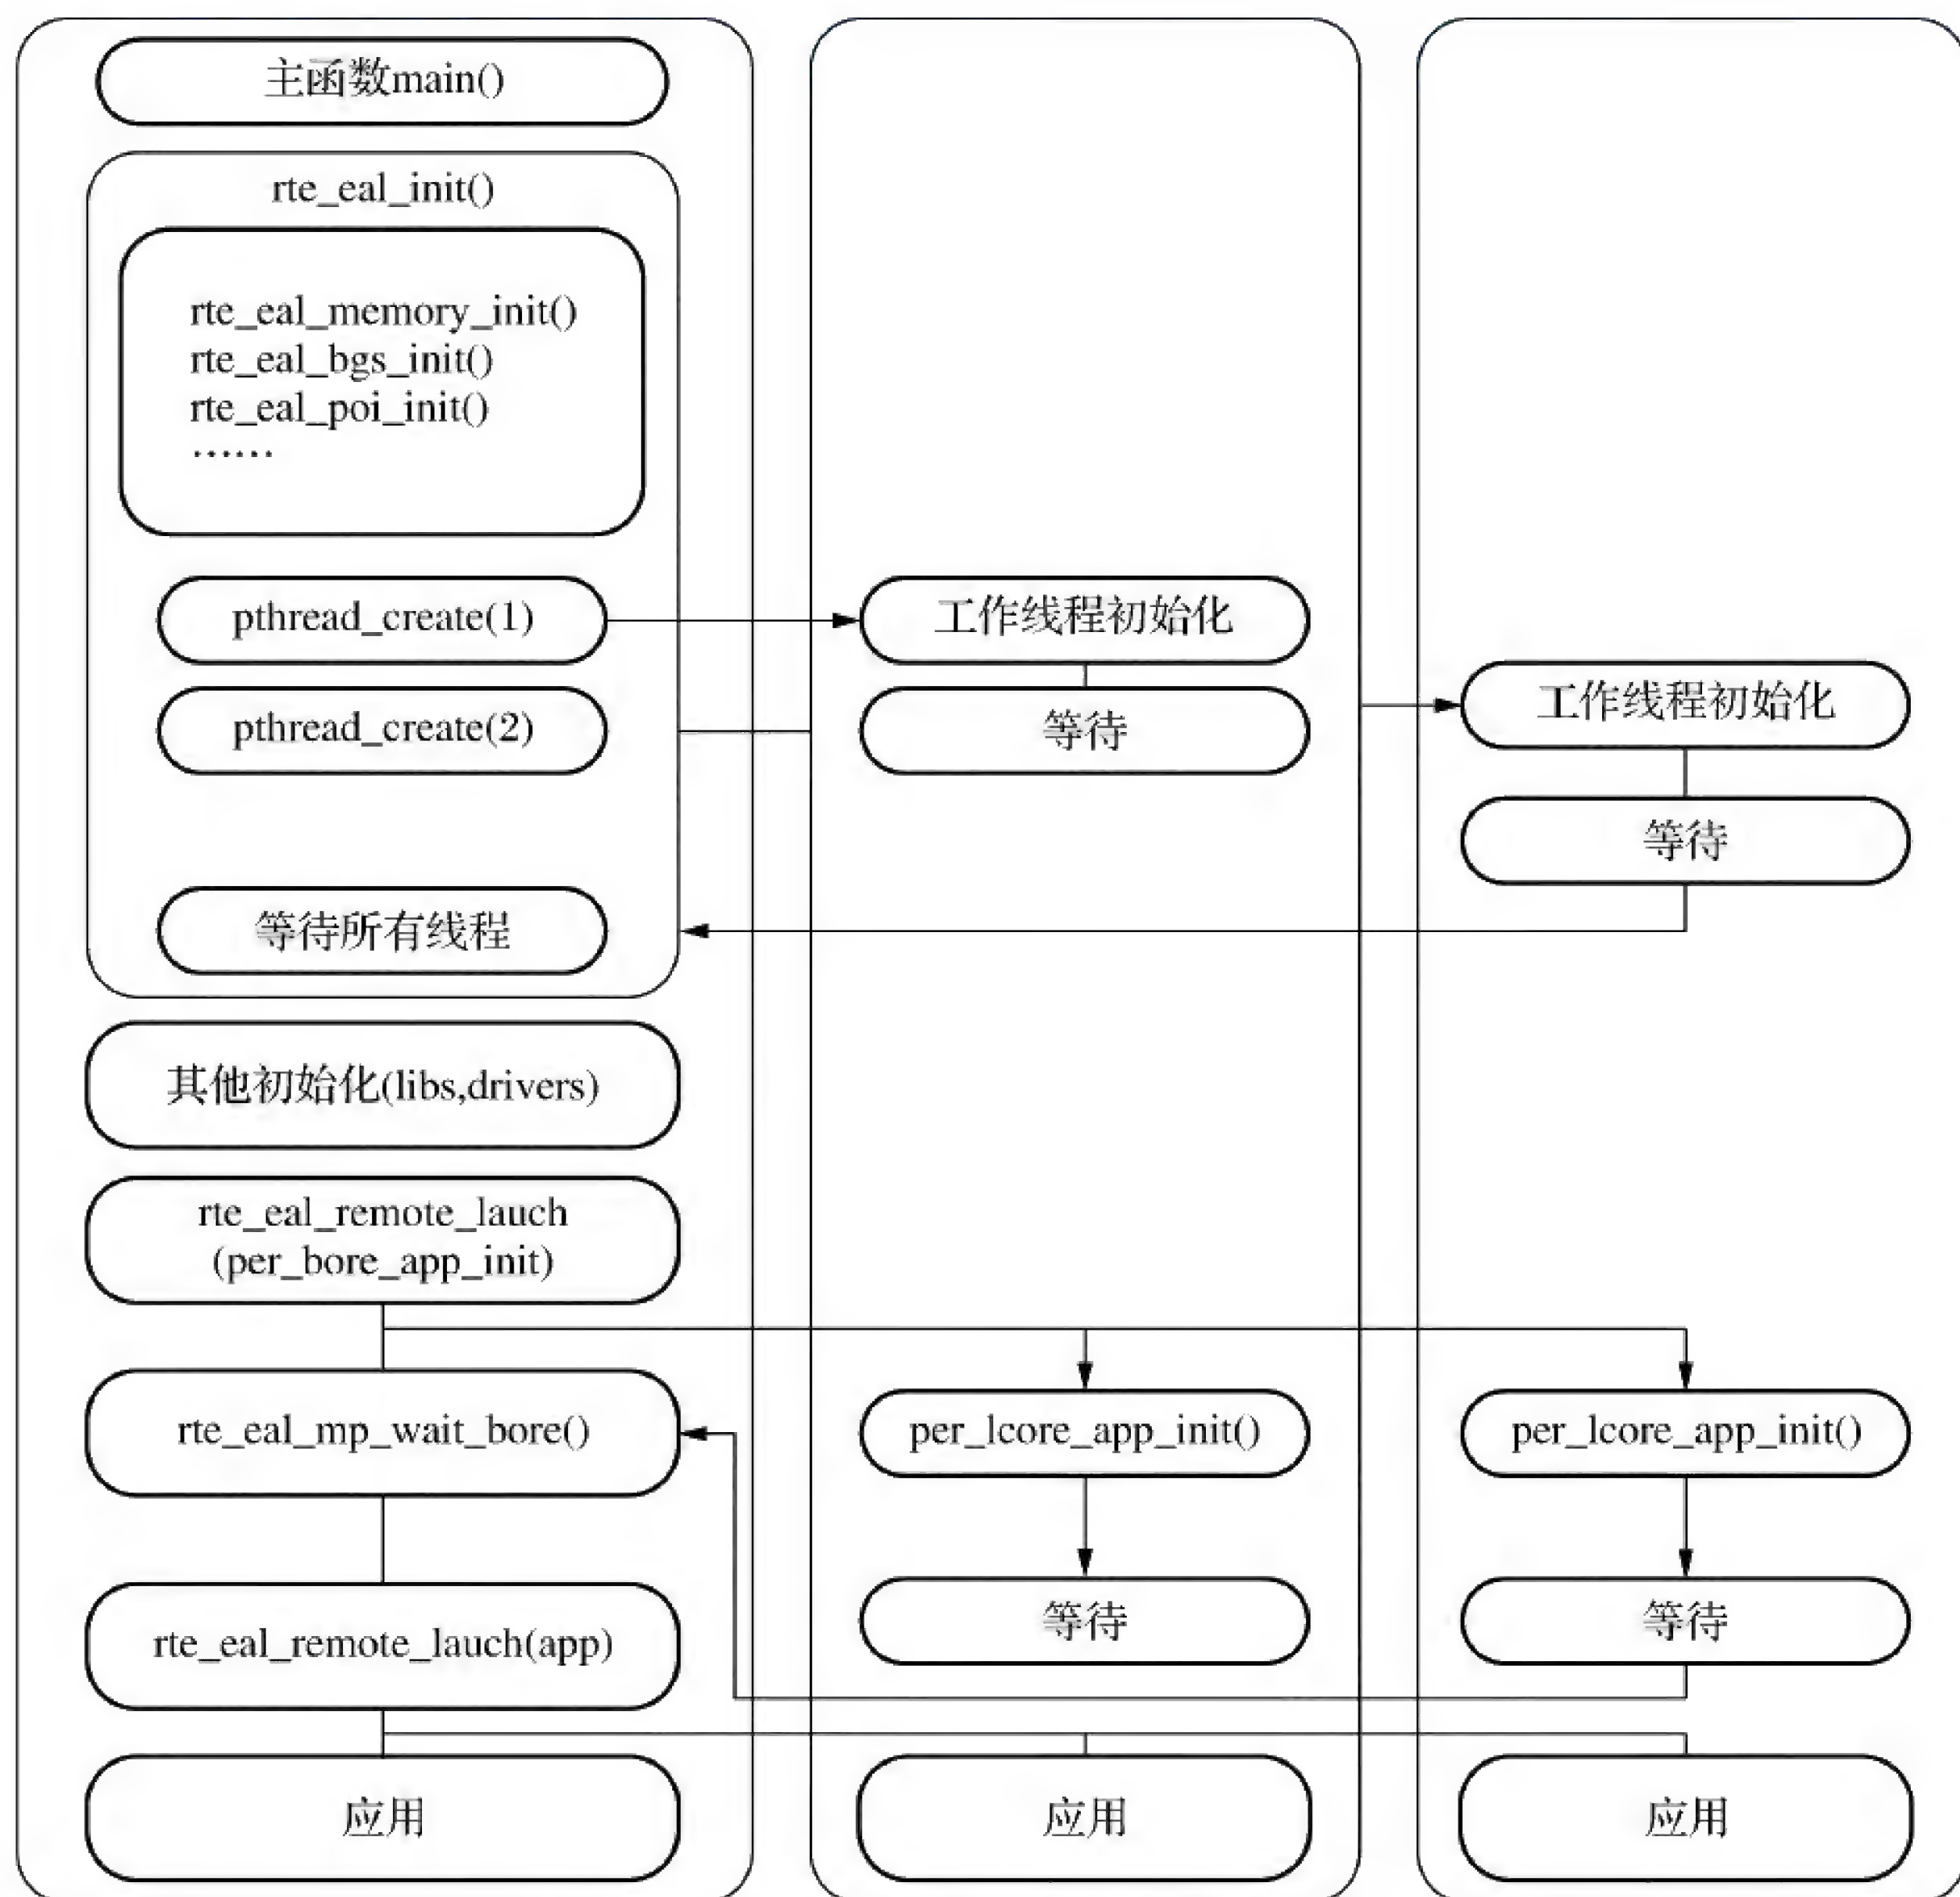 主函数main()
rte_eal_init()
rte_eal_memory_init()
rte_eal_bgs_init()
rte_eal_poi_init()
······
pthread_create(1)
工作线程初始化
pthread_create(2)
等待
工作线程初始化
等待
等待所有线程
其他初始化(libs,drivers)
rte_eal_remote_lauch
(per_bore_app_init)
rte_eal_mp_wait_bore()
per_lcore_app_init()
per_lcore_app_init()
等待
等待
rte_eal_remote_lauch(app)
应用
应用
应用